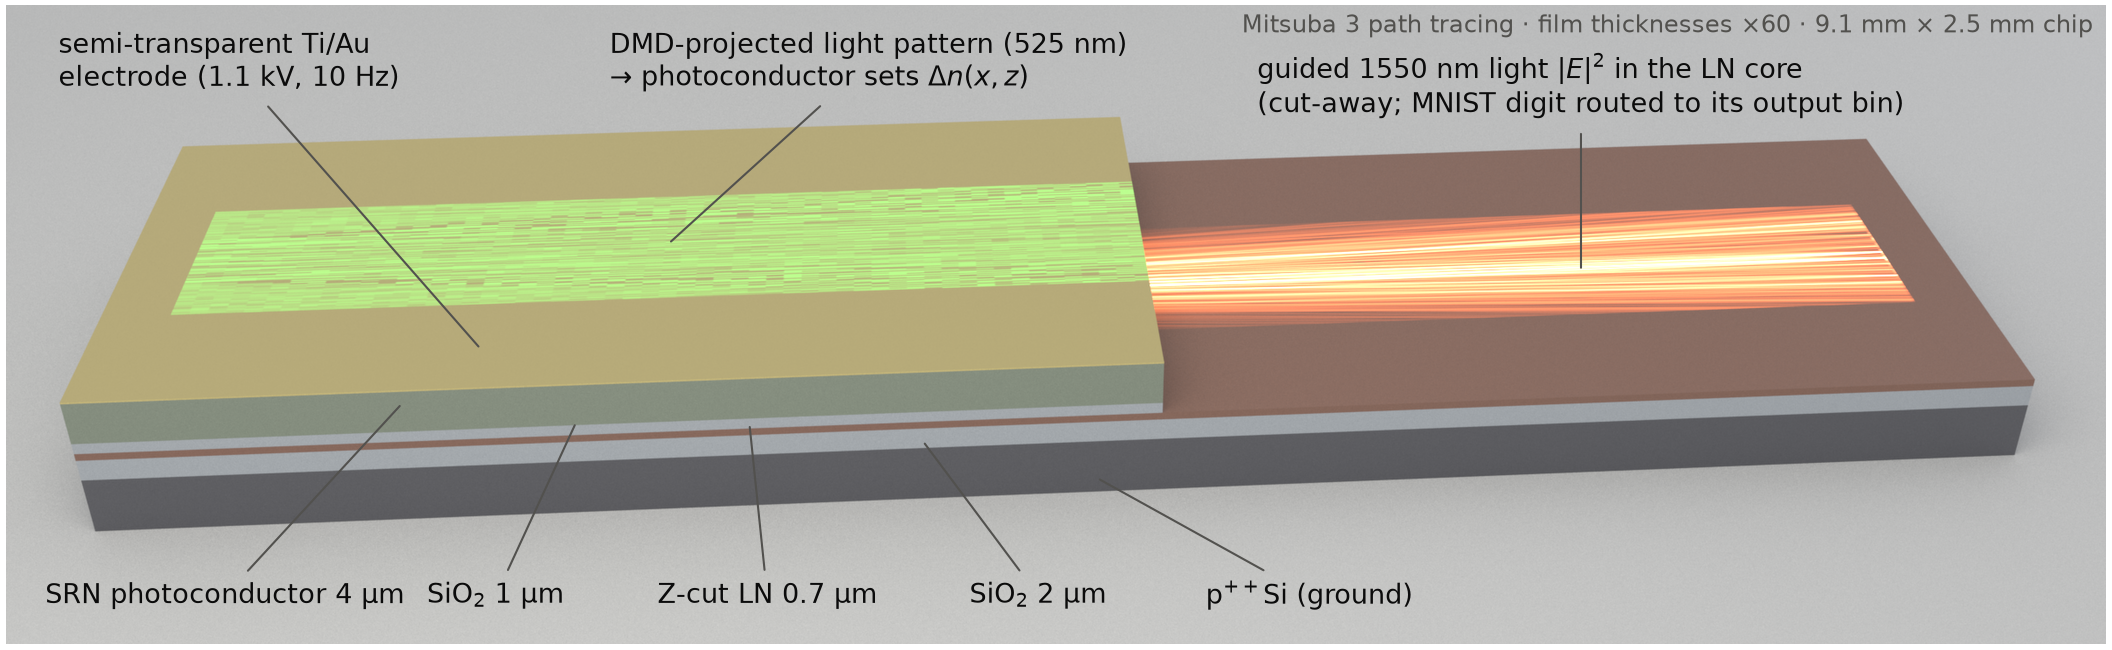 Mitsuba 3 path tracing · film thicknesses ×60 · 9.1 mm × 2.5 mm chip
semi-transparent Ti/Au
electrode (1.1 kV, 10 Hz)
DMD-projected light pattern (525 nm)
→ photoconductor sets Δn(x, z)
guided 1550 nm light |E|² in the LN core
(cut-away; MNIST digit routed to its output bin)
SRN photoconductor 4 μm
SiO₂ 1 μm
Z-cut LN 0.7 μm
SiO₂ 2 μm
p⁺⁺Si (ground)